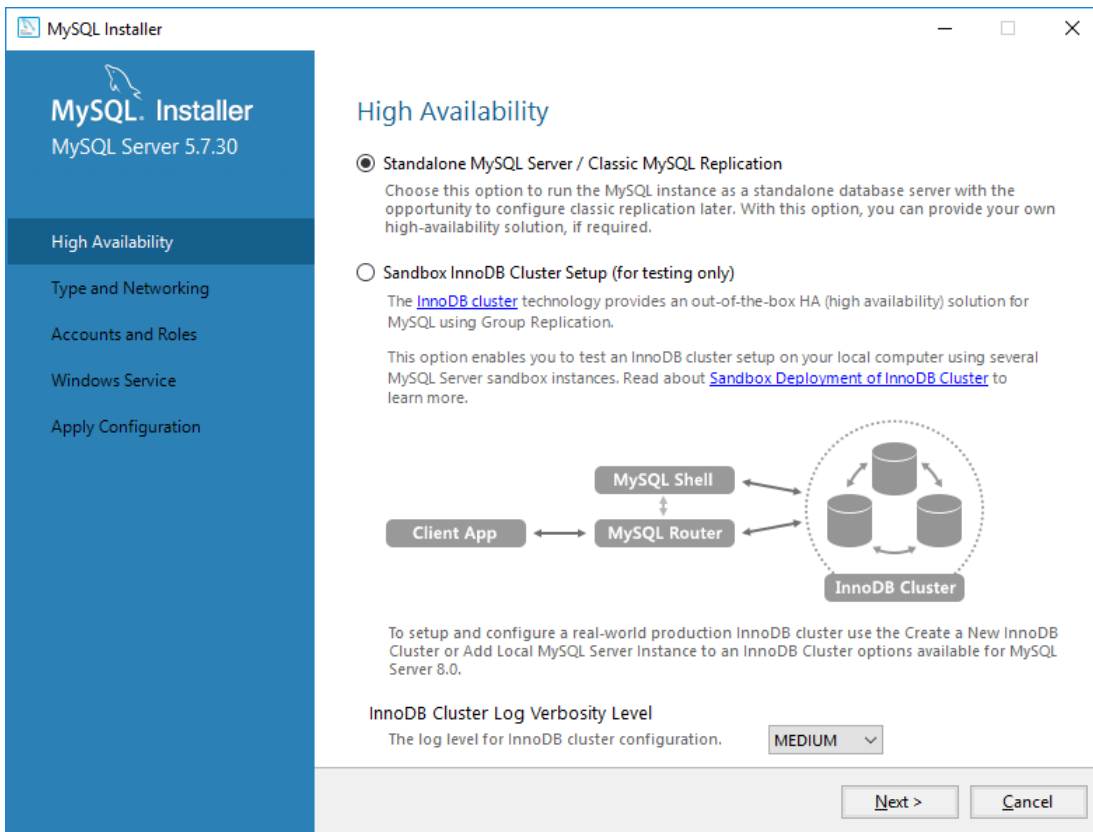 MySQL Installer
MySQL. Installer
MySQL Server 5.7.30
High Availability
Type and Networking
Accounts and Roles
Windows Service
Apply Configuration
High Availability
Standalone MySQL Server / Classic MySQL Replication
Choose this option to run the MySQL instance as a standalone database server with the
opportunity to configure classic replication later. With this option, you can provide your own
high-availability solution, if required.
Sandbox InnoDB Cluster Setup (for testing only)
The InnoDB cluster technology provides an out-of-the-box HA (high availability) solution for
MySQL using Group Replication.
This option enables you to test an InnoDB cluster setup on your local computer using several
MySQL Server sandbox instances. Read about Sandbox Deployment of InnoDB Cluster to
learn more.
MySQL Shell
Client App
MySQL Router
InnoDB Cluster
To setup and configure a real-world production InnoDB cluster use the Create a New InnoDB
Cluster or Add Local MySQL Server Instance to an InnoDB Cluster options available for MySQL
Server 8.0.
InnoDB Cluster Log Verbosity Level
The log level for InnoDB cluster configuration.
MEDIUM
Next >
Cancel